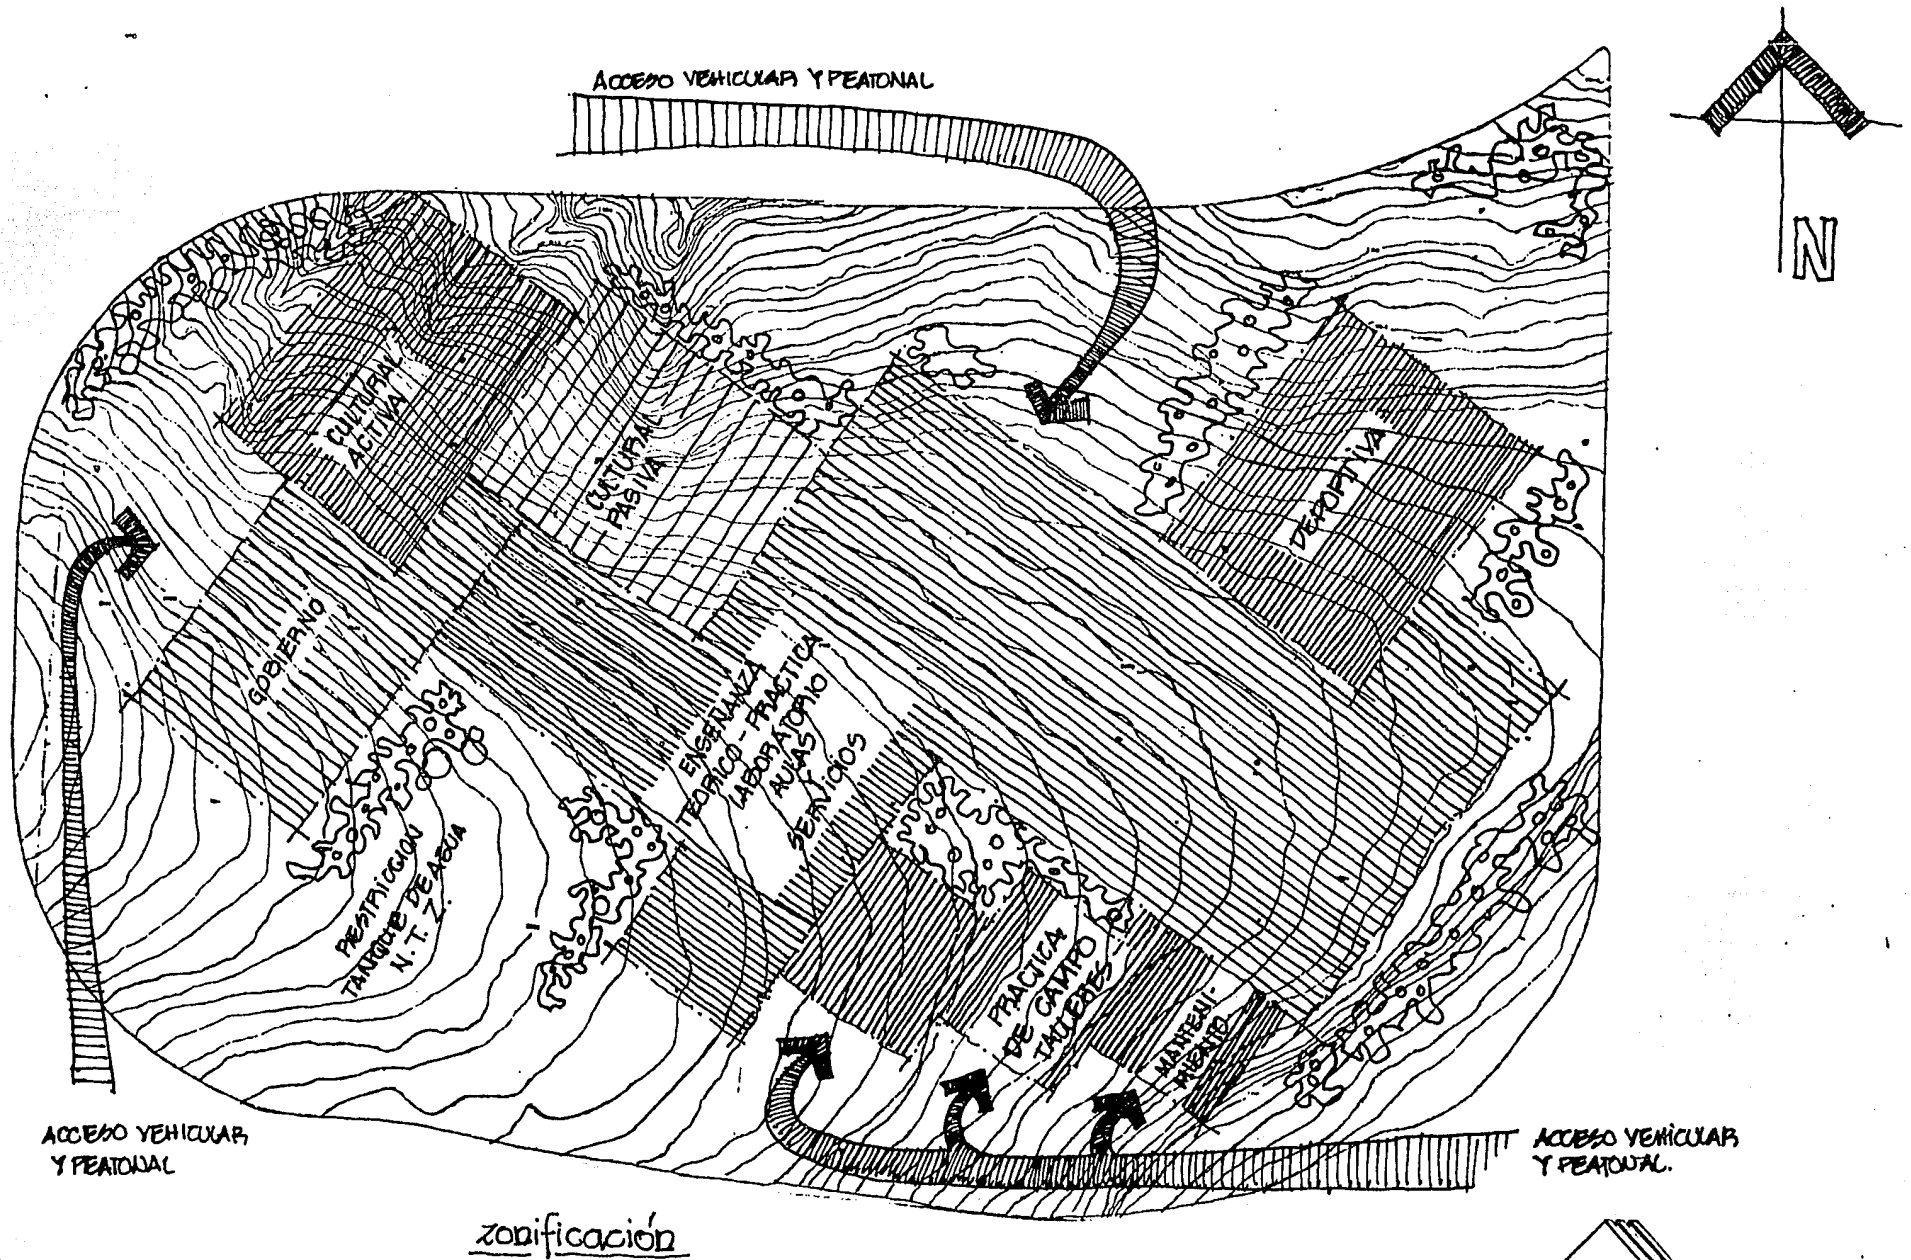 ACCESO VEHICULAR Y PEATONAL
N
CULTURAL
ACTIVA
CULTURAL
PASIVA
DEPORTIVA
GOBIERNO
ENSEÑANZA
TEORICO - PRACTICA
LABORATORIO
AULAS
Y
SERVICIOS
RESTRICCION
TANQUE DE AGUA
N. T. Z.
PRACTICA
DE CAMPO
TALLERES
MANTENI-
MIENTO
ACCESO VEHICULAR
Y PEATONAL
ACCESO VEHICULAR
Y PEATONAL.
zonificación